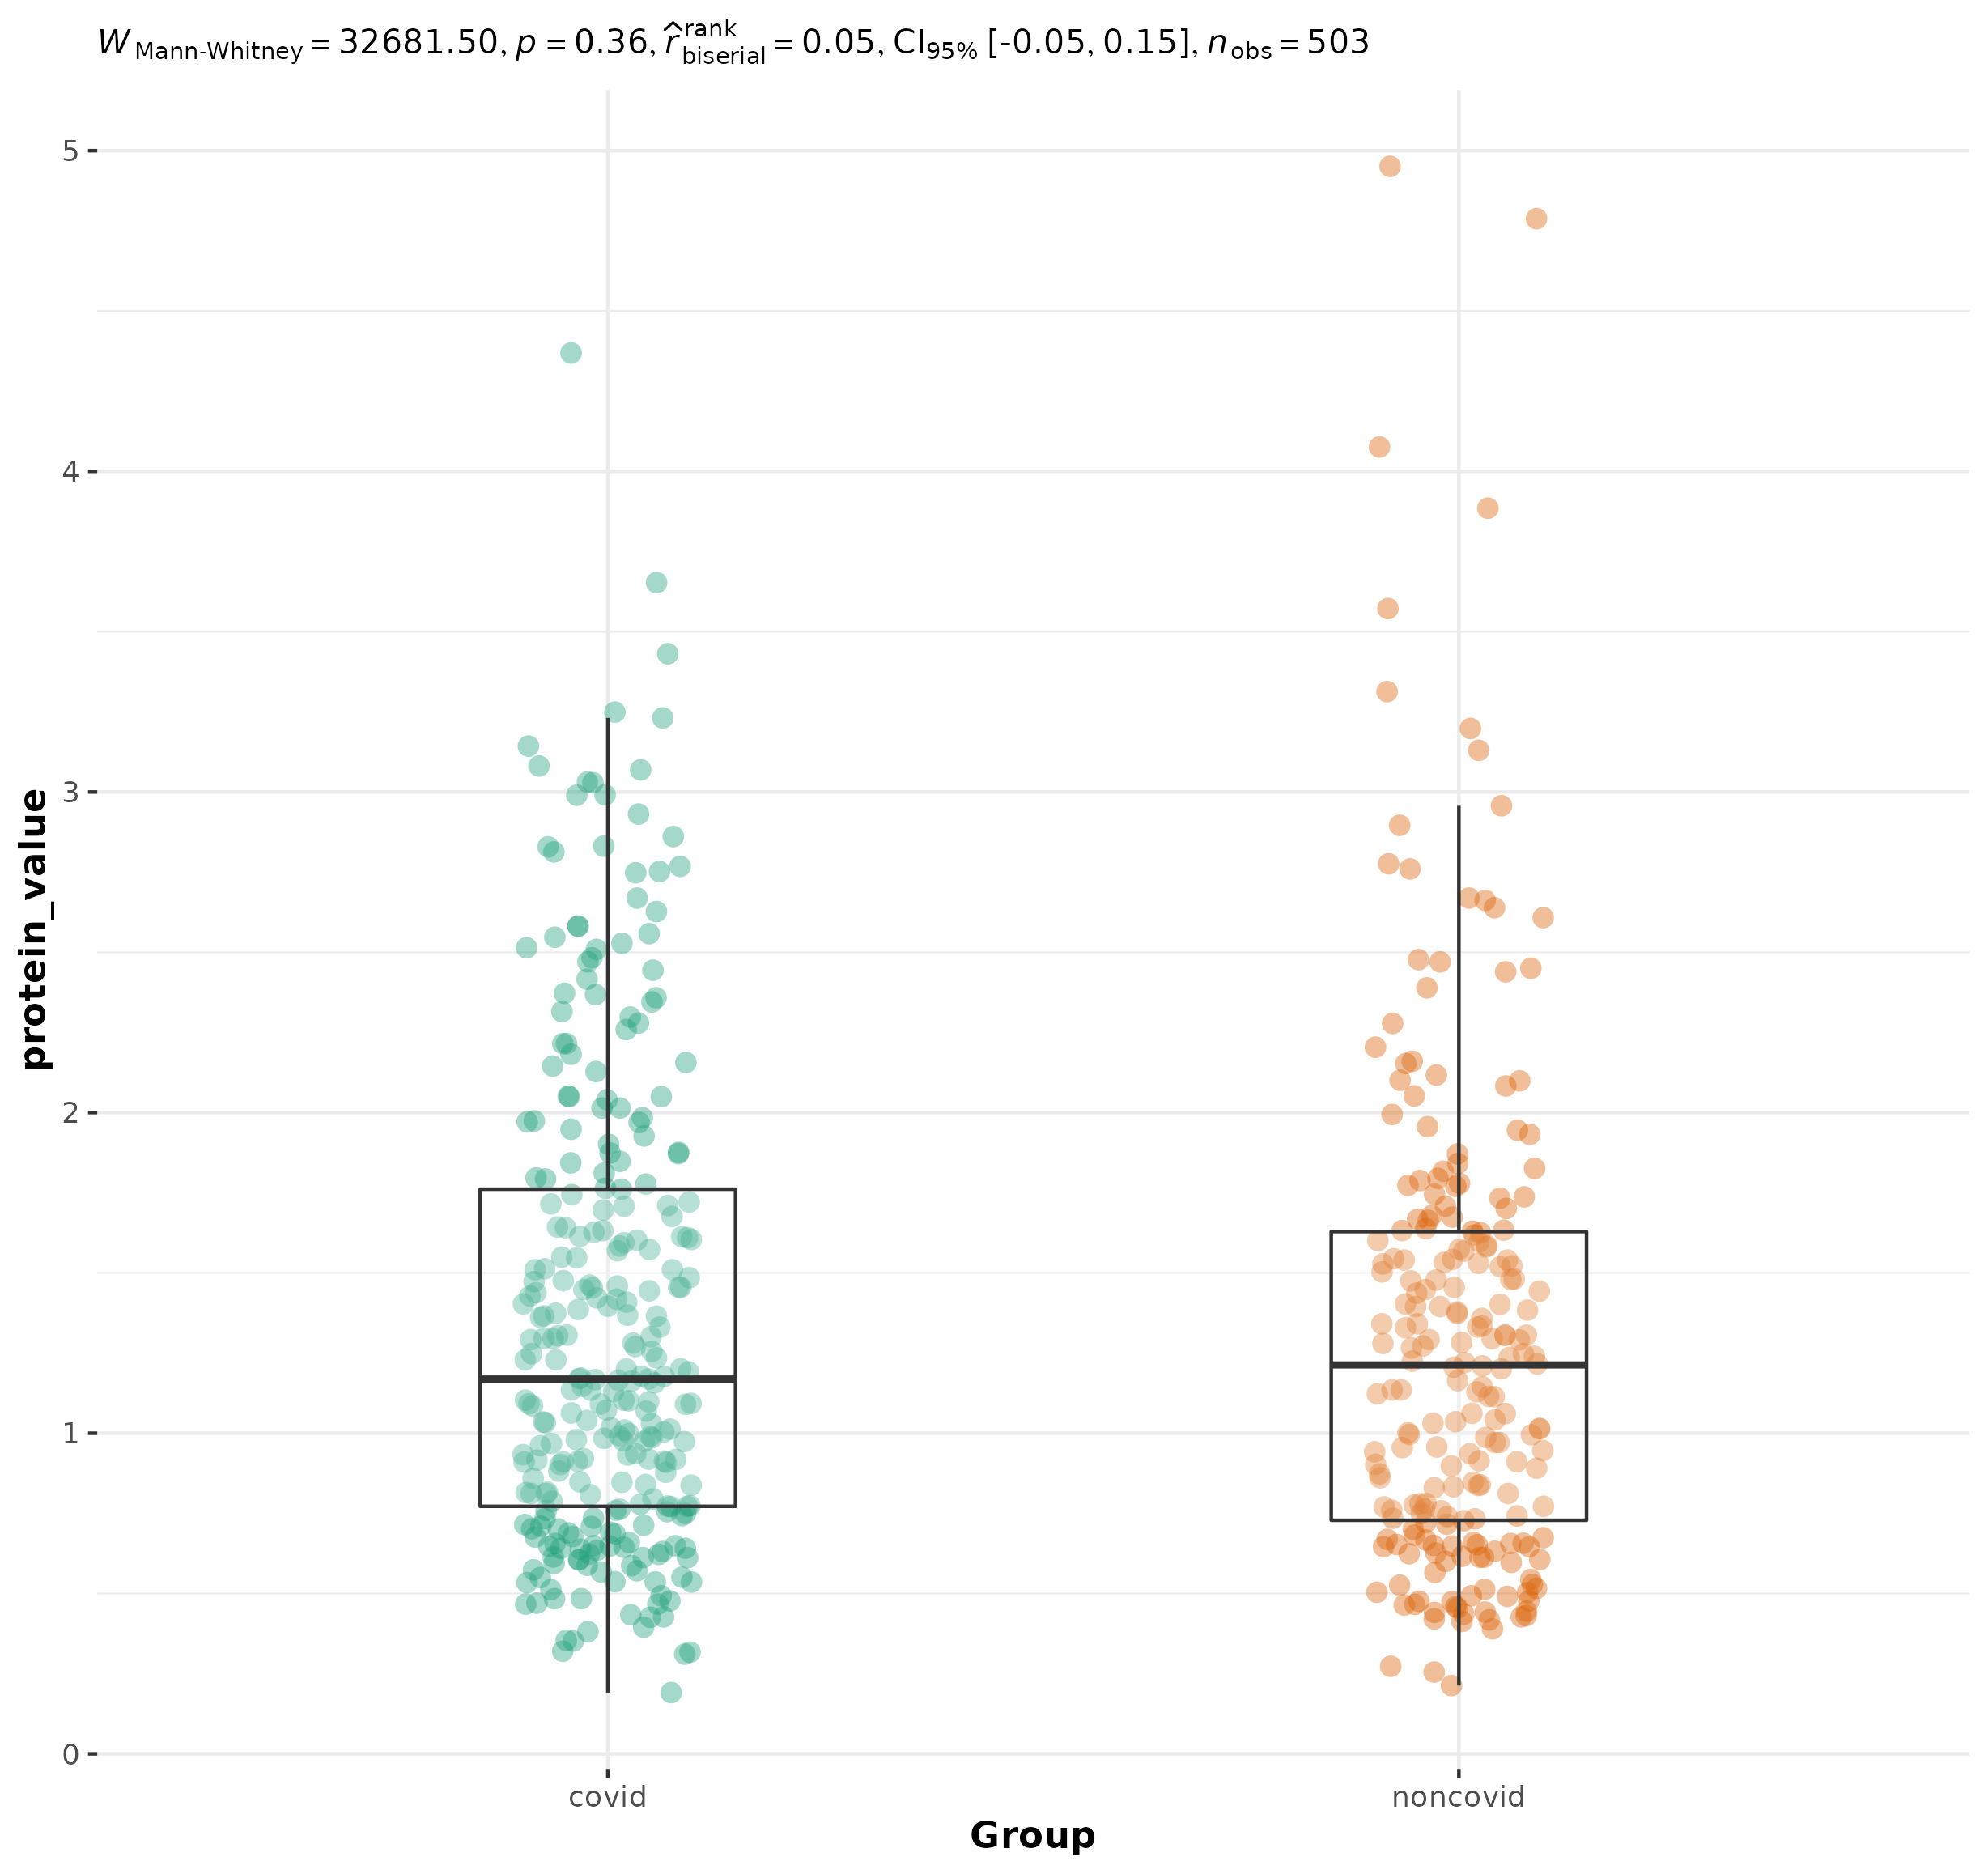 W Mann-Whitney = 32681.50, p = 0.36, r̂ rank biserial = 0.05, CI95% [-0.05, 0.15], n obs = 503
5
4
3
2
1
0
protein_value
covid noncovid
Group